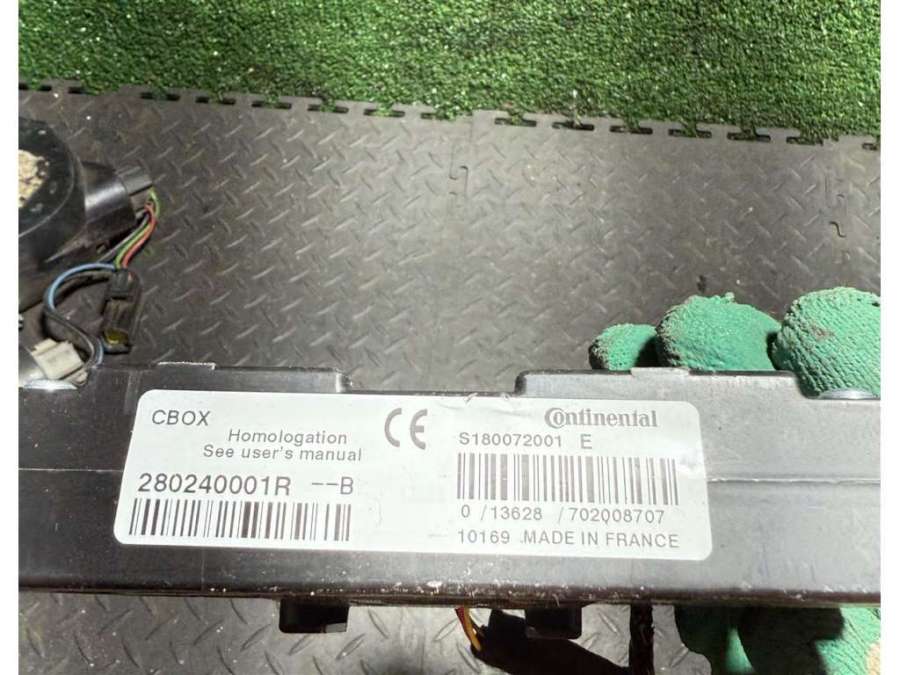 CBOX
Homologation
See user's manual
280240001R --B
CE
Continental
S180072001 E
0 /13628 /702008707
10169 .MADE IN FRANCE